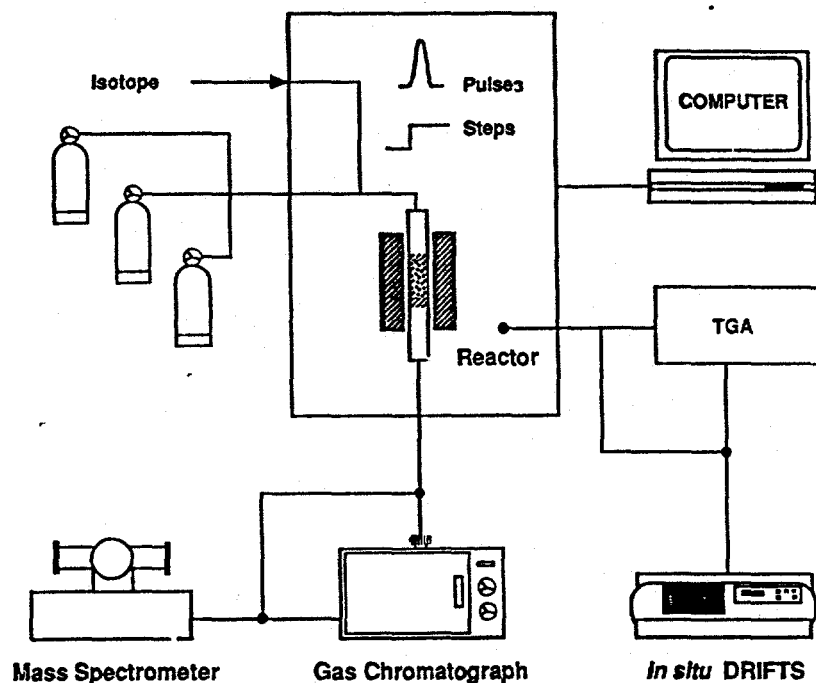 Isotope
Pulses
Steps
COMPUTER
TGA
Reactor
Mass Spectrometer
Gas Chromatograph
In situ DRIFTS